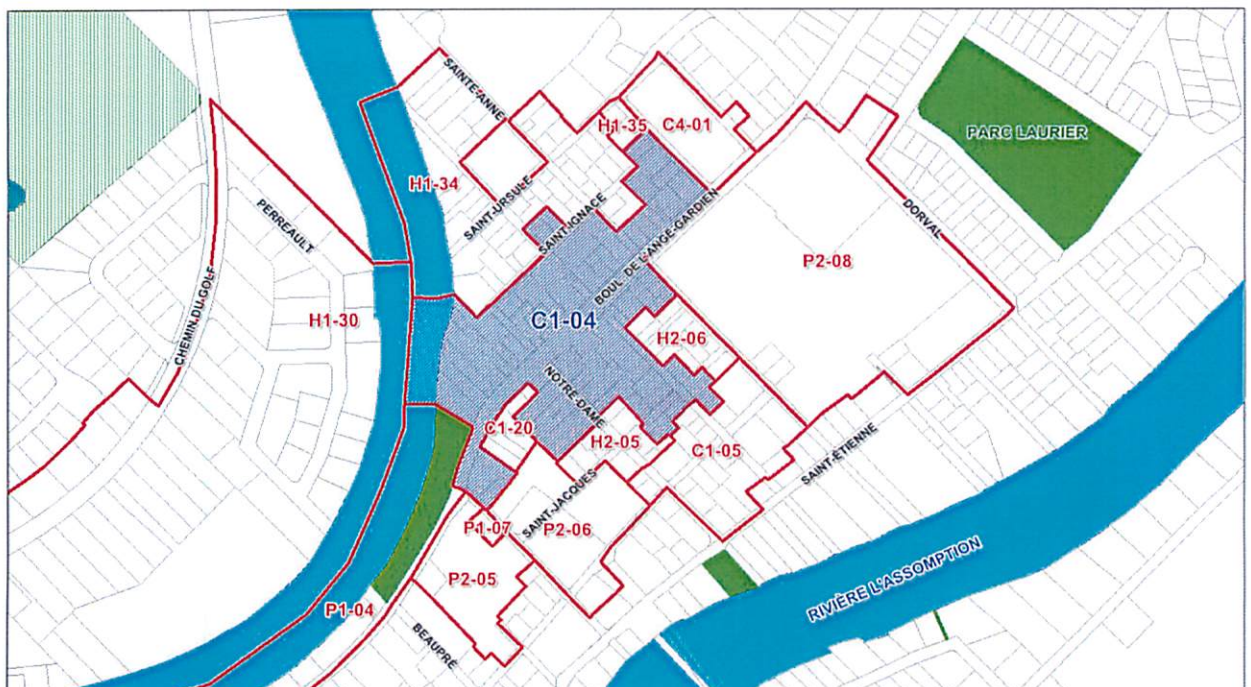 SAINTE-ANNE
H1-35
C4-01
PARC LAURIER
H1-34
PERREAULT
SAINT-URSULE
SAINT-IGNACE
BOUL. DE L'ANGE-GARDIEN
DORVAL
P2-08
CHEMIN DU GOLF
H1-30
C1-04
H2-06
NOTRE-DAME
C1-20
H2-05
C1-05
SAINT-ÉTIENNE
SAINT-JACQUES
P1-07
P2-06
P2-05
RIVIÈRE L'ASSOMPTION
P1-04
BEAUPRÉ